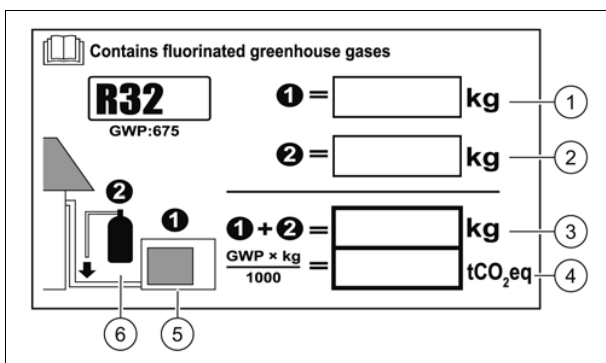 Contains fluorinated greenhouse gases
R32
GWP:675
❶ = kg
1
❷ = kg
2
❷
❶
❶+❷ = kg
3
GWP × kg
1000
= tCO₂eq
4
6
5